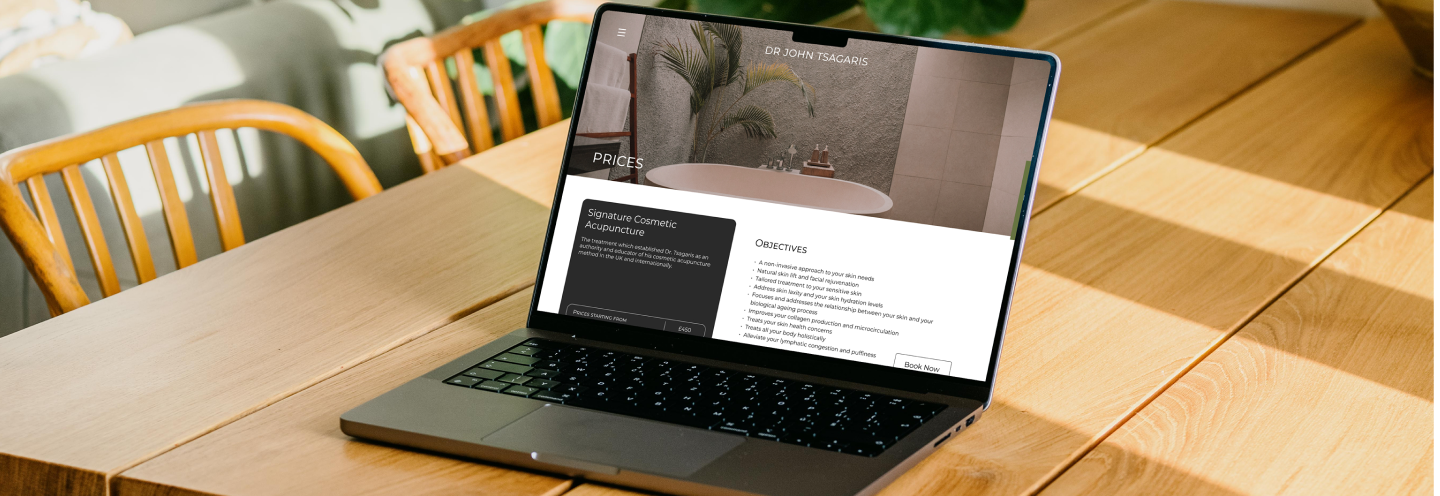 DR JOHN TSAGARIS
PRICES
Signature Cosmetic
Acupuncture
The treatment which established Dr. Tsagaris as an
authority and educator of his cosmetic acupuncture
method in the UK and internationally.
PRICES STARTING FROM
£450
OBJECTIVES
· A non-invasive approach to your skin needs
· Natural skin lift and facial rejuvenation
· Tailored treatment to your sensitive skin
· Address skin laxity and your skin hydration levels
· Focuses and addresses the relationship between your skin and your
biological ageing process
· Improves your collagen production and microcirculation
· Treats your skin health concerns
· Treats all your body holistically
· Alleviate your lymphatic congestion and puffiness
Book Now